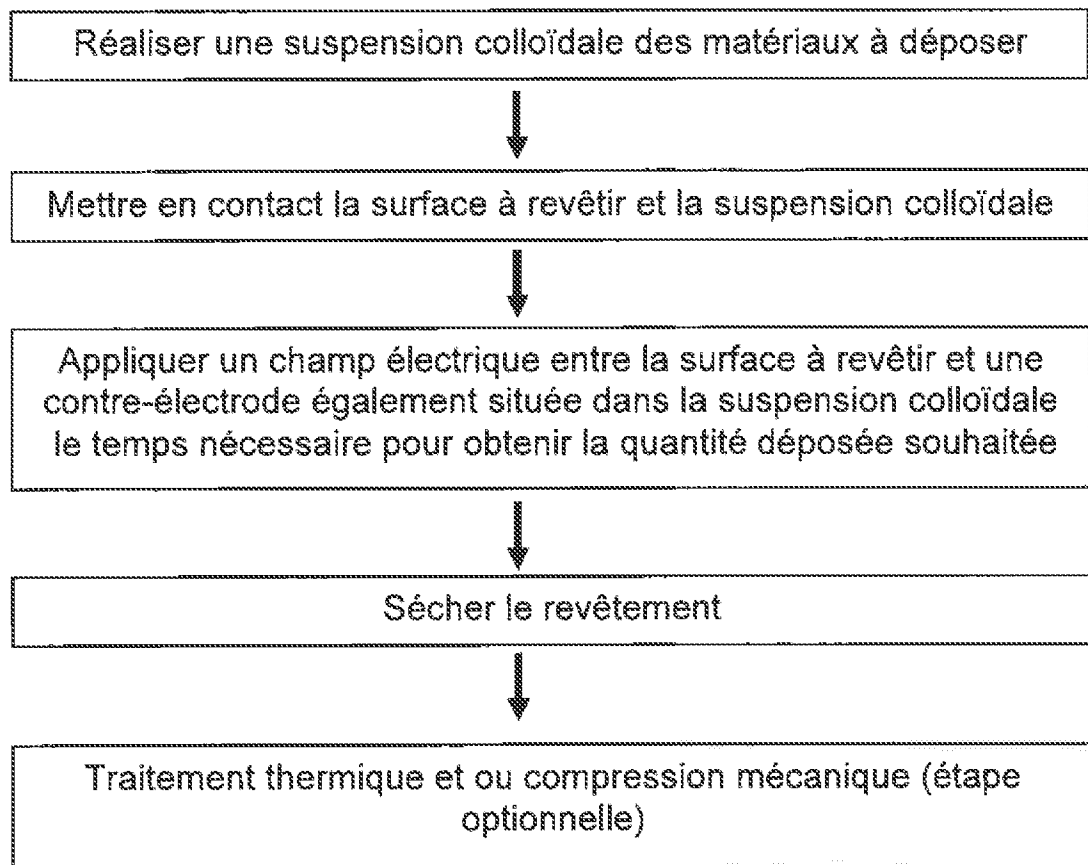 Réaliser une suspension colloïdale des matériaux à déposer
Mettre en contact la surface à revêtir et la suspension colloïdale
Appliquer un champ électrique entre la surface à revêtir et une
contre-électrode également située dans la suspension colloïdale
le temps nécessaire pour obtenir la quantité déposée souhaitée
Sécher le revêtement
Traitement thermique et ou compression mécanique (étape
optionnelle)